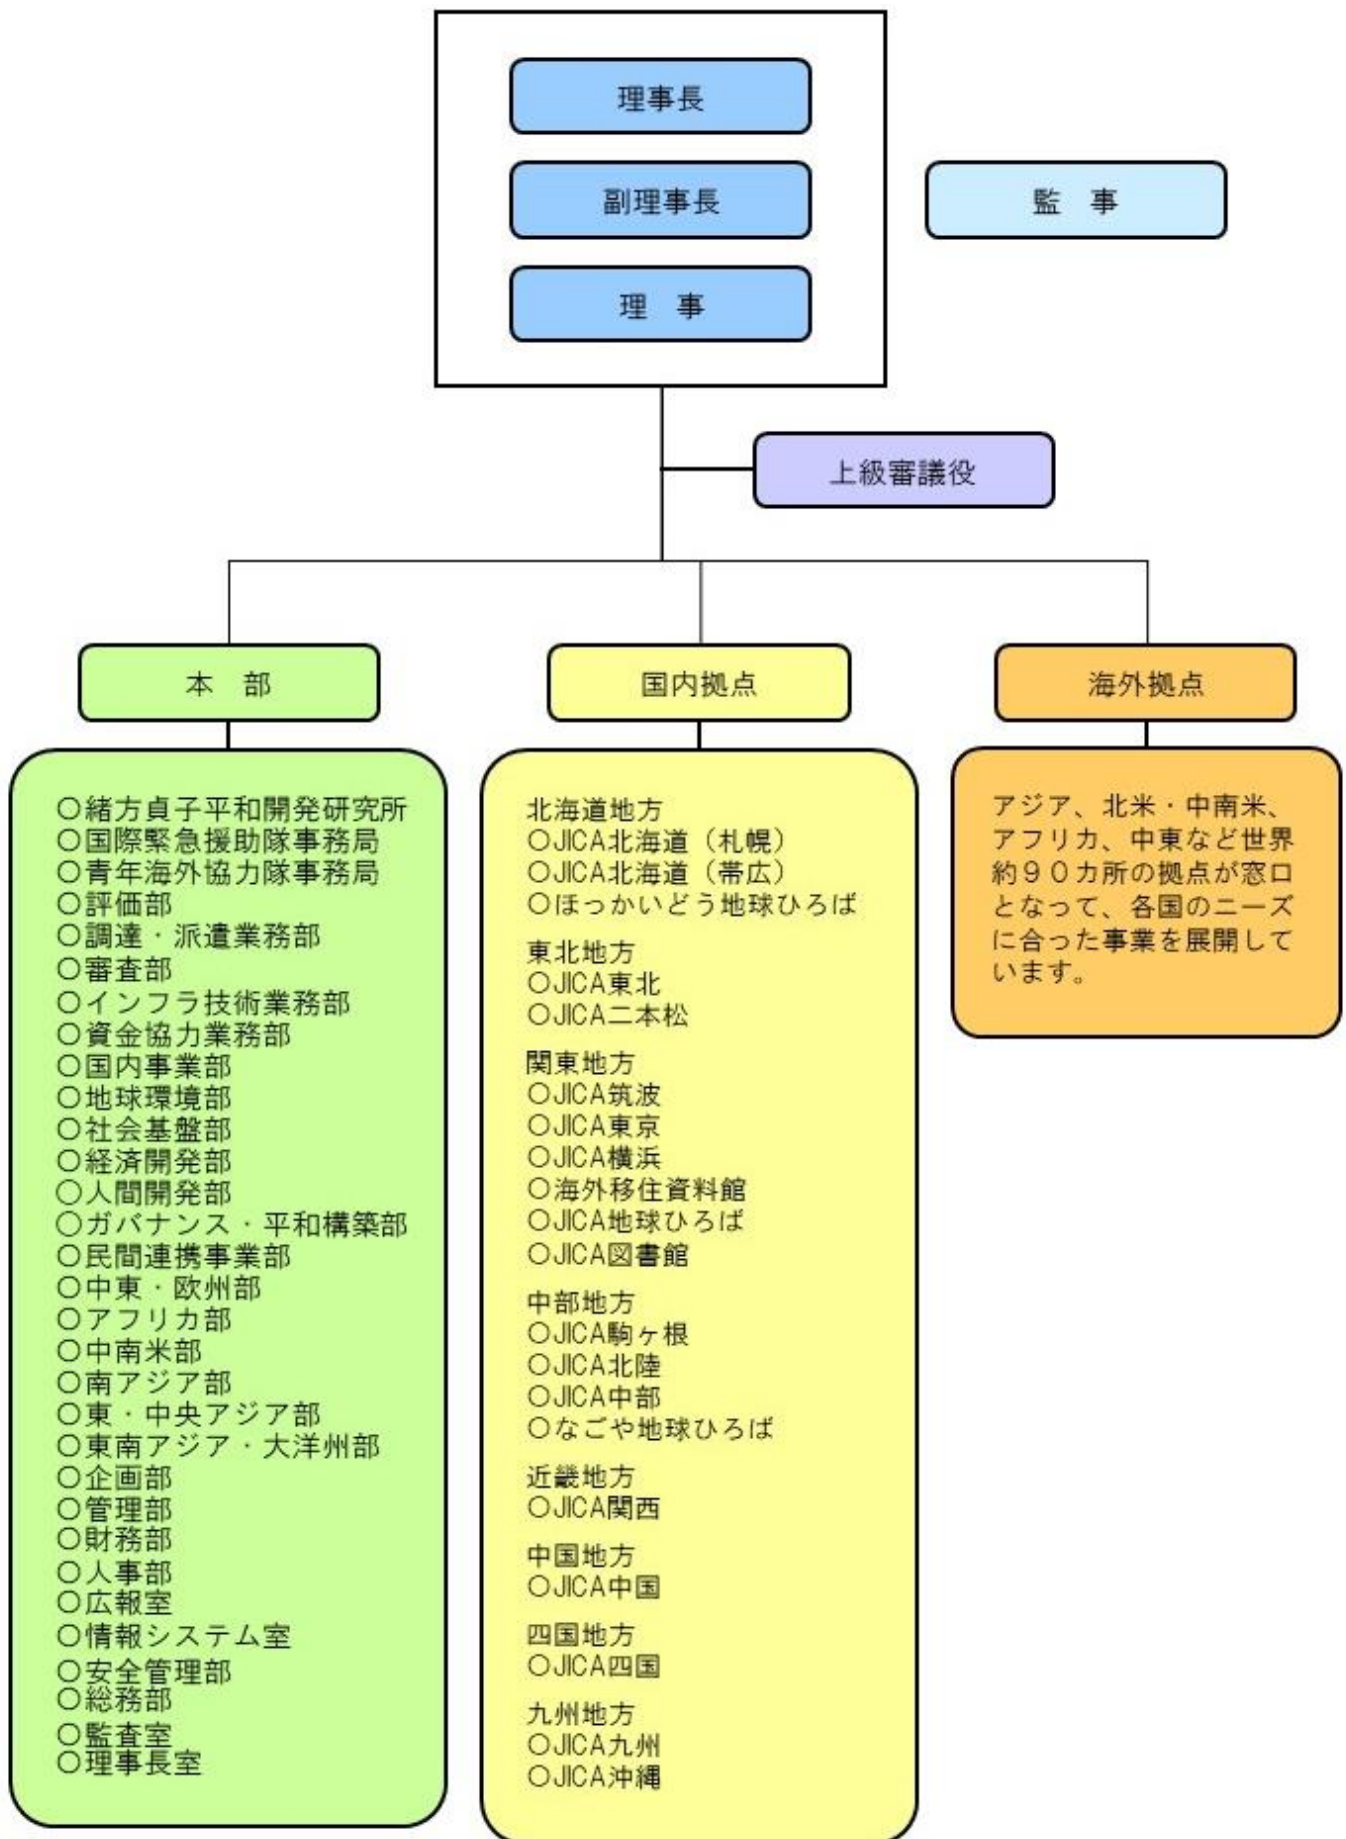 理事長
副理事長
理　事
監　事
上級審議役
本　部
○緒方貞子平和開発研究所
○国際緊急援助隊事務局
○青年海外協力隊事務局
○評価部
○調達・派遣業務部
○審査部
○インフラ技術業務部
○資金協力業務部
○国内事業部
○地球環境部
○社会基盤部
○経済開発部
○人間開発部
○ガバナンス・平和構築部
○民間連携事業部
○中東・欧州部
○アフリカ部
○中南米部
○南アジア部
○東・中央アジア部
○東南アジア・大洋州部
○企画部
○管理部
○財務部
○人事部
○広報室
○情報システム室
○安全管理部
○総務部
○監査室
○理事長室
国内拠点
北海道地方
○JICA北海道（札幌）
○JICA北海道（帯広）
○ほっかいどう地球ひろば
東北地方
○JICA東北
○JICA二本松
関東地方
○JICA筑波
○JICA東京
○JICA横浜
○海外移住資料館
○JICA地球ひろば
○JICA図書館
中部地方
○JICA駒ヶ根
○JICA北陸
○JICA中部
○なごや地球ひろば
近畿地方
○JICA関西
中国地方
○JICA中国
四国地方
○JICA四国
九州地方
○JICA九州
○JICA沖縄
海外拠点
アジア、北米・中南米、
アフリカ、中東など世界
約９０カ所の拠点が窓口
となって、各国のニーズ
に合った事業を展開して
います。